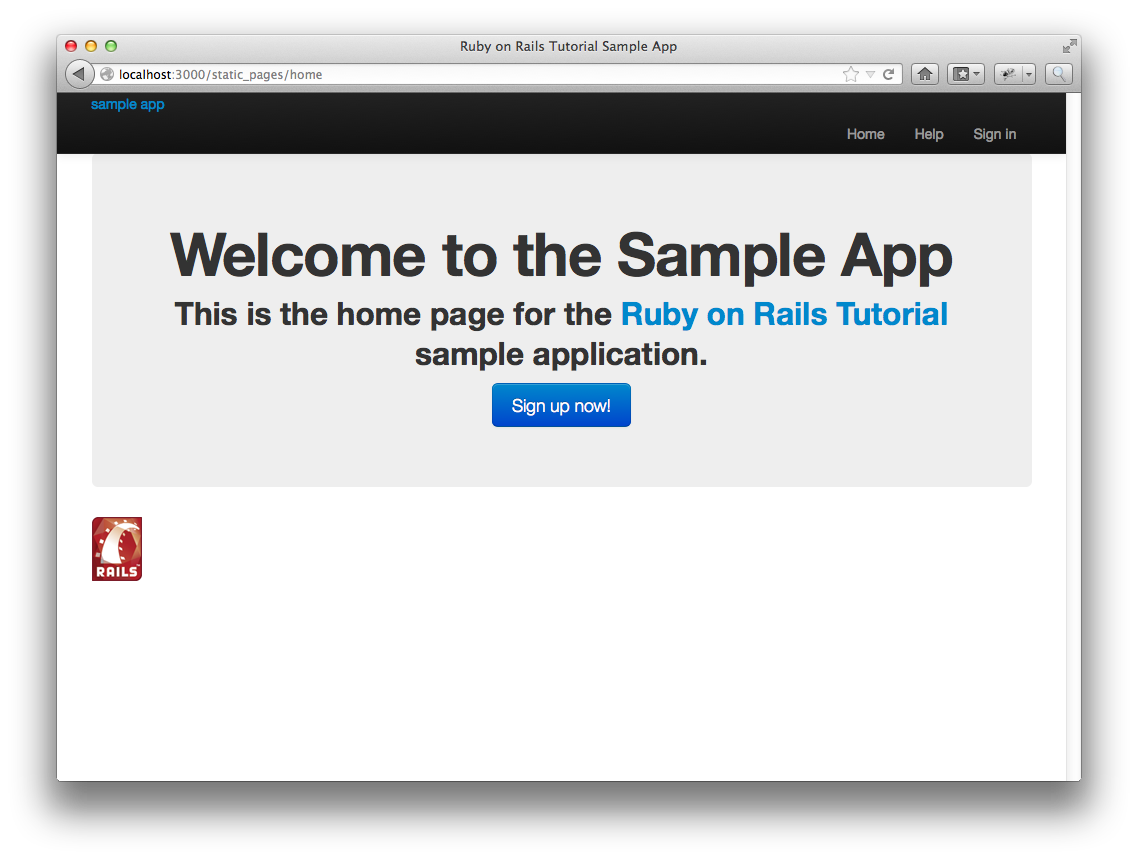 Ruby on Rails Tutorial Sample App
localhost:3000/static_pages/home
sample app
Home Help Sign in
Welcome to the Sample App
This is the home page for the Ruby on Rails Tutorial
sample application.
Sign up now!
RAILS